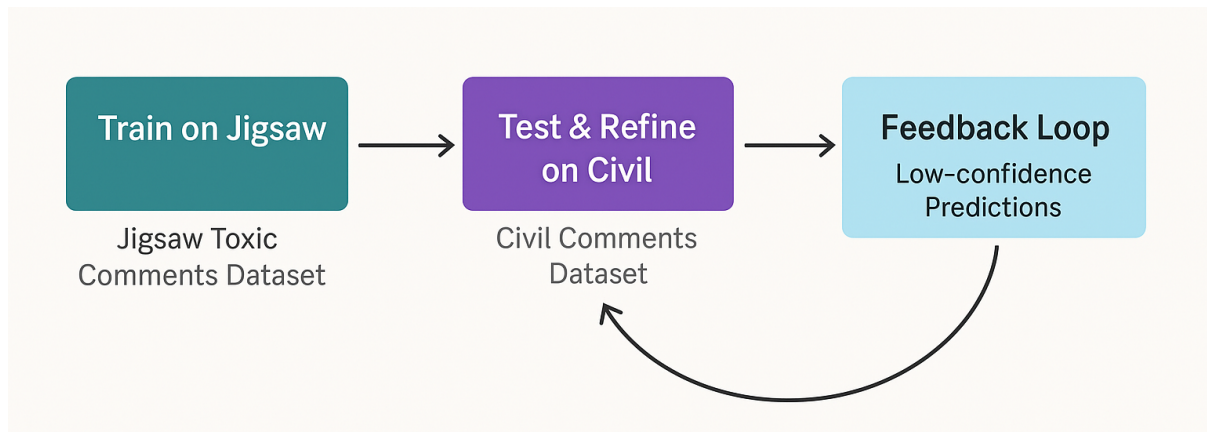 Train on Jigsaw
Jigsaw Toxic
Comments Dataset
Test & Refine
on Civil
Civil Comments
Dataset
Feedback Loop
Low-confidence
Predictions